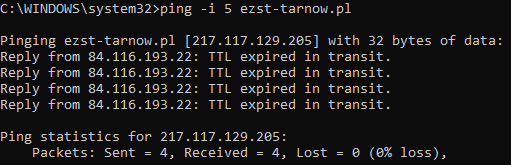 C:\WINDOWS\system32>ping -i 5 ezst-tarnow.pl
Pinging ezst-tarnow.pl [217.117.129.205] with 32 bytes of data:
Reply from 84.116.193.22: TTL expired in transit.
Reply from 84.116.193.22: TTL expired in transit.
Reply from 84.116.193.22: TTL expired in transit.
Reply from 84.116.193.22: TTL expired in transit.
Ping statistics for 217.117.129.205:
    Packets: Sent = 4, Received = 4, Lost = 0 (0% loss),